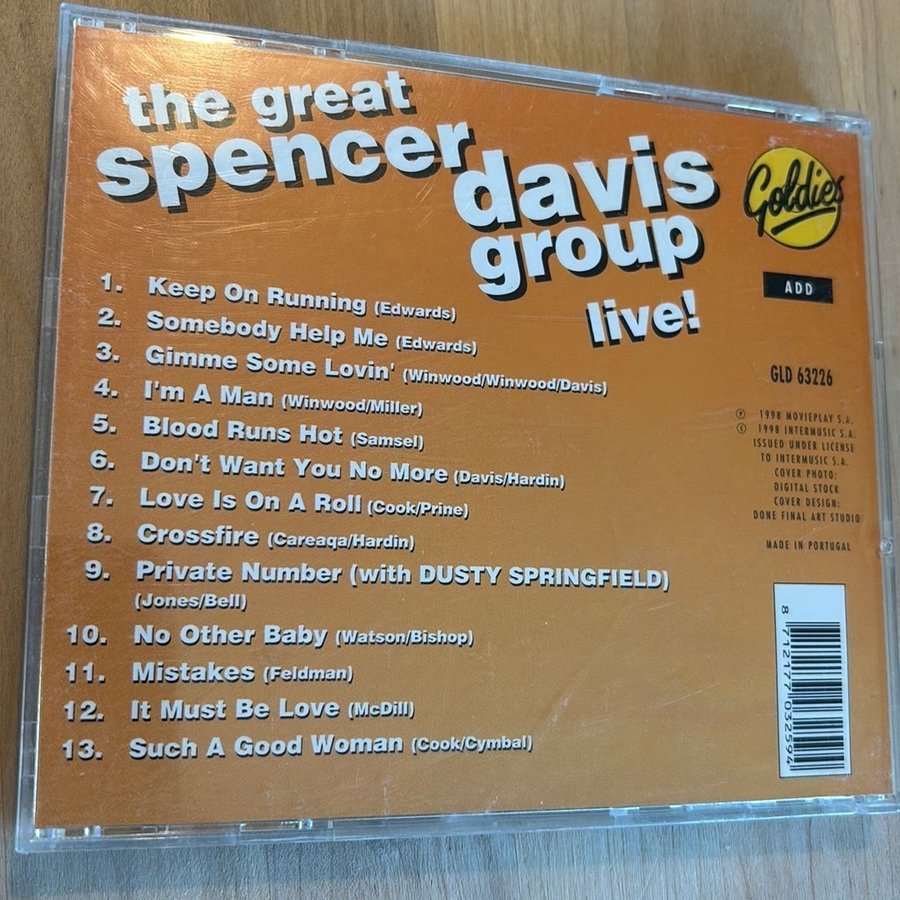 the great
spencer
davis
group
live!
1. Keep On Running (Edwards)
2. Somebody Help Me (Edwards)
3. Gimme Some Lovin' (Winwood/Winwood/Davis)
4. I'm A Man (Winwood/Miller)
5. Blood Runs Hot (Samsel)
6. Don't Want You No More (Davis/Hardin)
7. Love Is On A Roll (Cook/Prine)
8. Crossfire (Careaqa/Hardin)
9. Private Number (with DUSTY SPRINGFIELD)
(Jones/Bell)
10. No Other Baby (Watson/Bishop)
11. Mistakes (Feldman)
12. It Must Be Love (McDill)
13. Such A Good Woman (Cook/Cymbal)
Goldies
ADD
GLD 63226
℗ 1998 MOVIEPLAY S.A.
© 1998 INTERMUSIC S.A.
ISSUED UNDER LICENSE
TO INTERMUSIC S.A.
COVER PHOTO:
DIGITAL STOCK
COVER DESIGN:
DONE FINAL ART STUDIO
MADE IN PORTUGAL
8 712177 032594